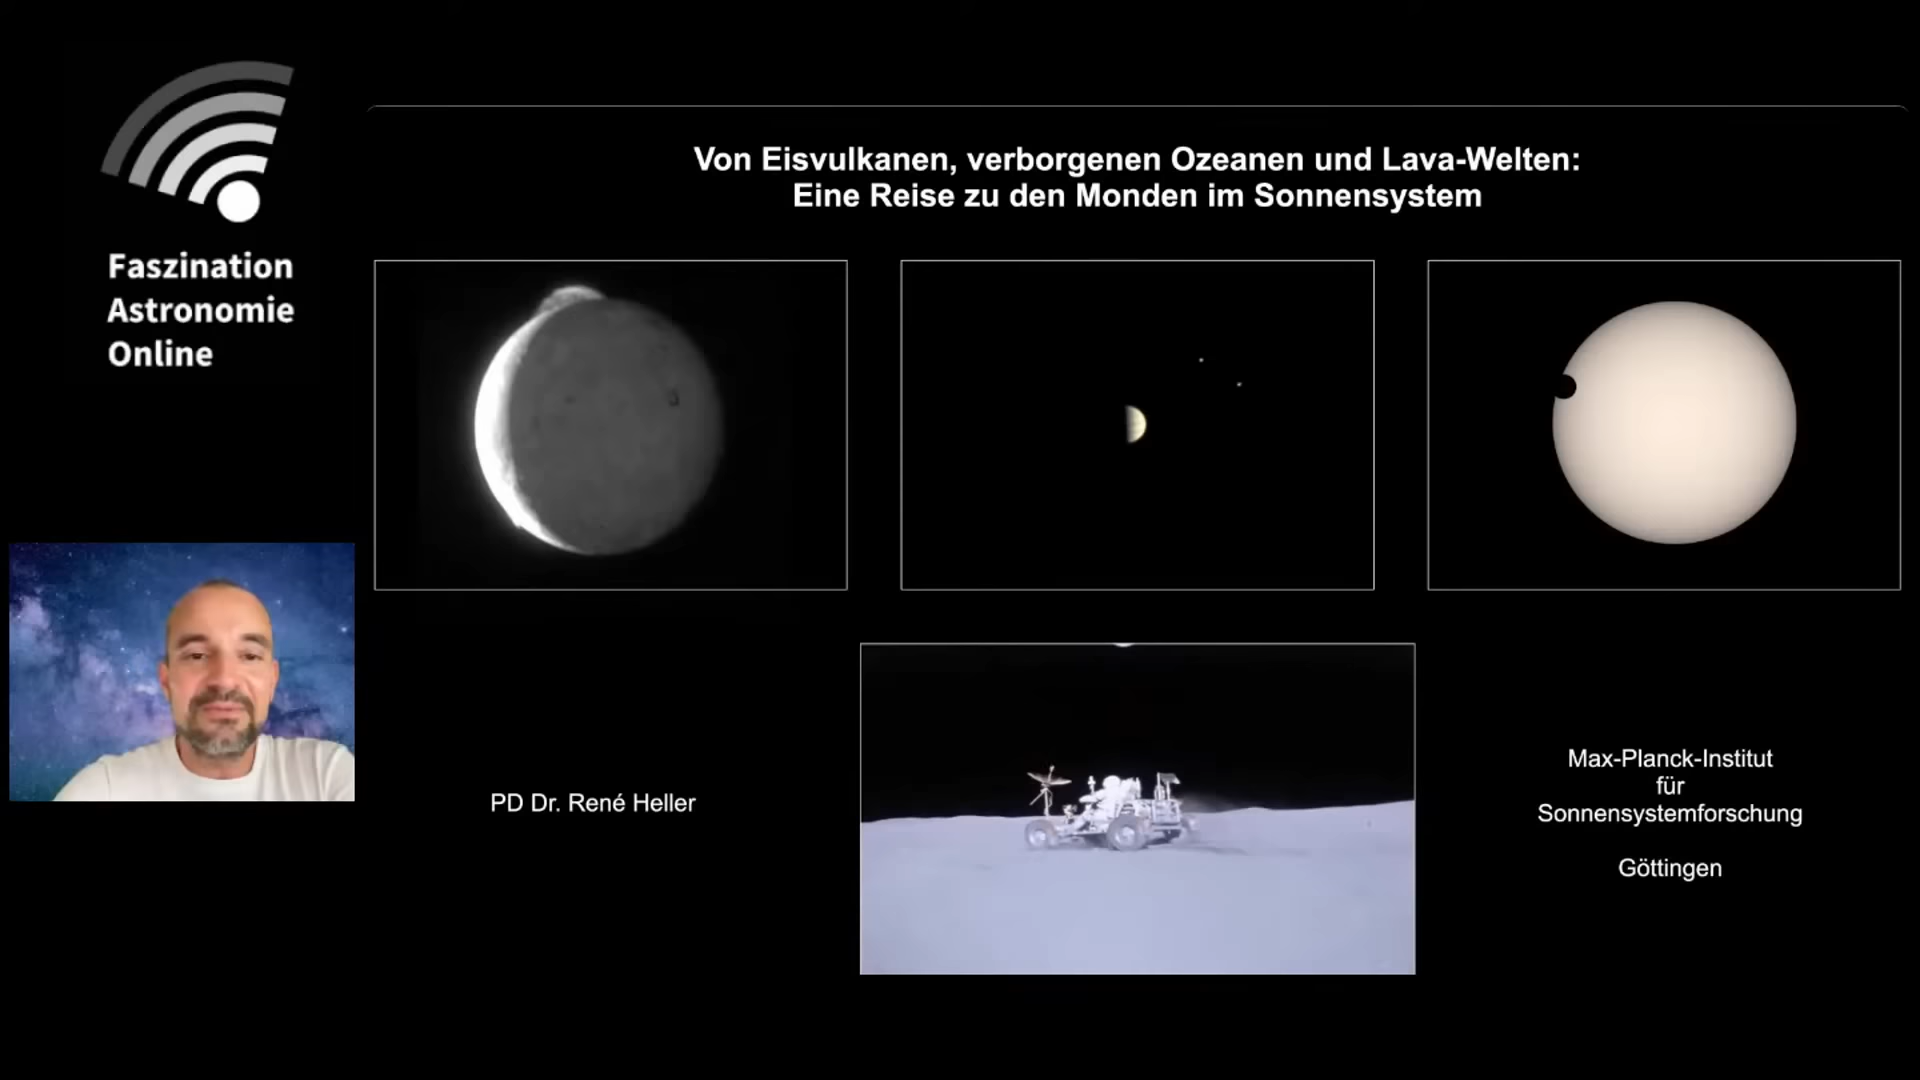 Faszination
Astronomie
Online
Von Eisvulkanen, verborgenen Ozeanen und Lava-Welten:
Eine Reise zu den Monden im Sonnensystem
PD Dr. René Heller
Max-Planck-Institut
für
Sonnensystemforschung
Göttingen